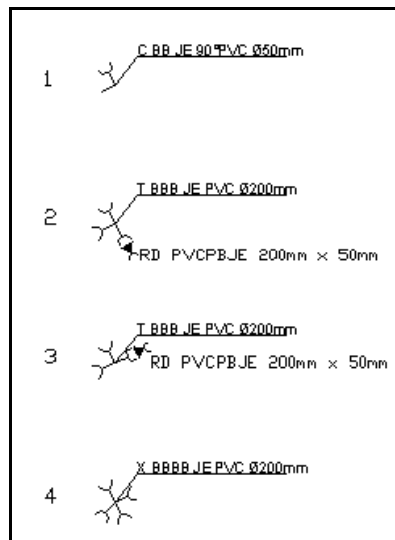 C BB JE 90° PVC Ø50mm
1
T BBB JE PVC Ø200mm
2
RD PVCPBJE 200mm x 50mm
T BBB JE PVC Ø200mm
3
RD PVCPBJE 200mm x 50mm
X BBBB JE PVC Ø200mm
4